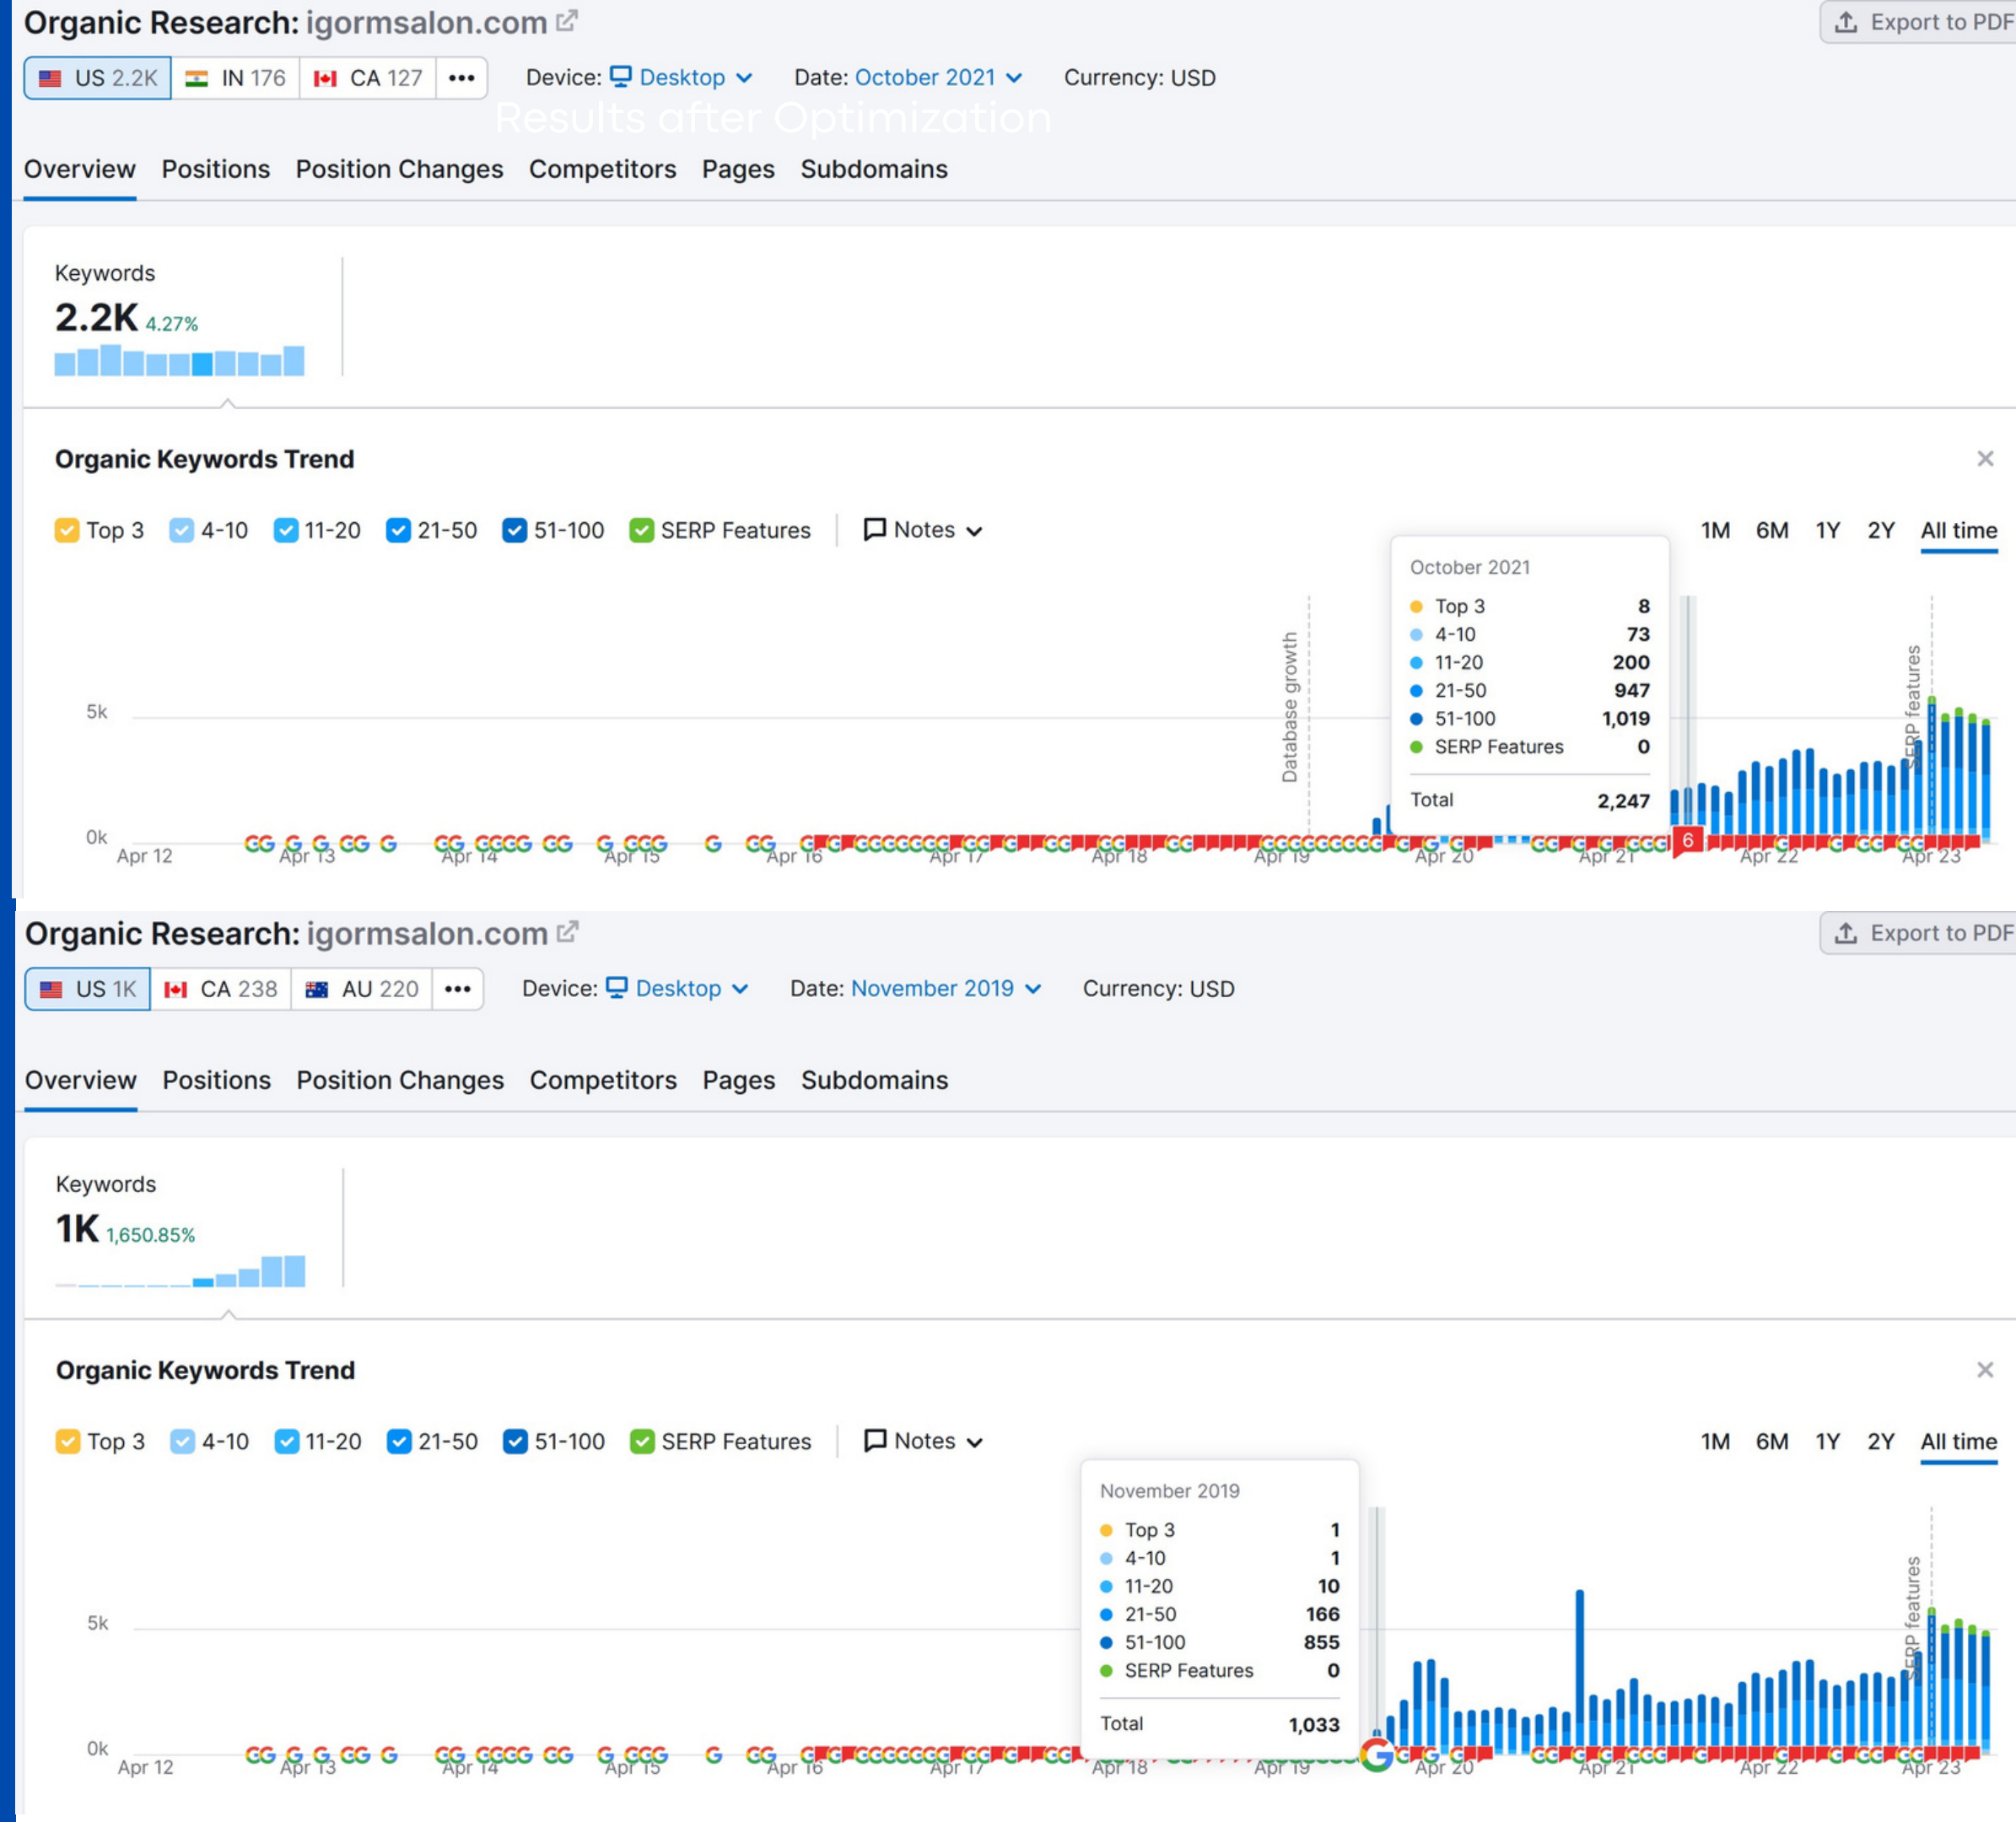 Organic Research: igormsalon.com
Export to PDF
US 2.2K IN 176 CA 127 ••• Device: Desktop Date: October 2021 Currency: USD
Results after Optimization
Overview Positions Position Changes Competitors Pages Subdomains
Keywords
2.2K 4.27%
Organic Keywords Trend
Top 3 4-10 11-20 21-50 51-100 SERP Features Notes 1M 6M 1Y 2Y All time
October 2021
Top 3 8
4-10 73
11-20 200
21-50 947
51-100 1,019
SERP Features 0
Total 2,247
Database growth
SERP features
5k
0k
6
Apr 12 Apr 13 Apr 14 Apr 15 Apr 16 Apr 17 Apr 18 Apr 19 Apr 20 Apr 21 Apr 22 Apr 23
Organic Research: igormsalon.com
Export to PDF
US 1K CA 238 AU 220 ••• Device: Desktop Date: November 2019 Currency: USD
Overview Positions Position Changes Competitors Pages Subdomains
Keywords
1K 1,650.85%
Organic Keywords Trend
Top 3 4-10 11-20 21-50 51-100 SERP Features Notes 1M 6M 1Y 2Y All time
November 2019
Top 3 1
4-10 1
11-20 10
21-50 166
51-100 855
SERP Features 0
Total 1,033
SERP features
5k
0k
Apr 12 Apr 13 Apr 14 Apr 15 Apr 16 Apr 17 Apr 18 Apr 19 Apr 20 Apr 21 Apr 22 Apr 23